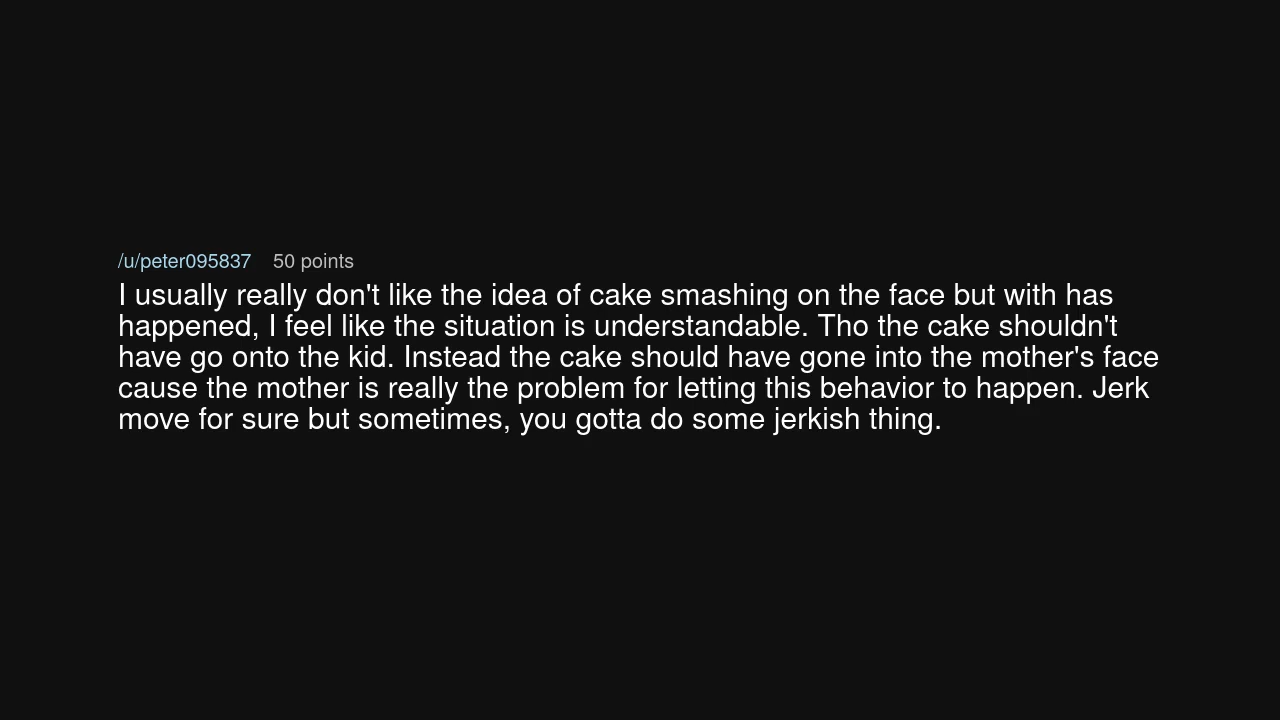 /u/peter095837 50 points
I usually really don't like the idea of cake smashing on the face but with has
happened, I feel like the situation is understandable. Tho the cake shouldn't
have go onto the kid. Instead the cake should have gone into the mother's face
cause the mother is really the problem for letting this behavior to happen. Jerk
move for sure but sometimes, you gotta do some jerkish thing.